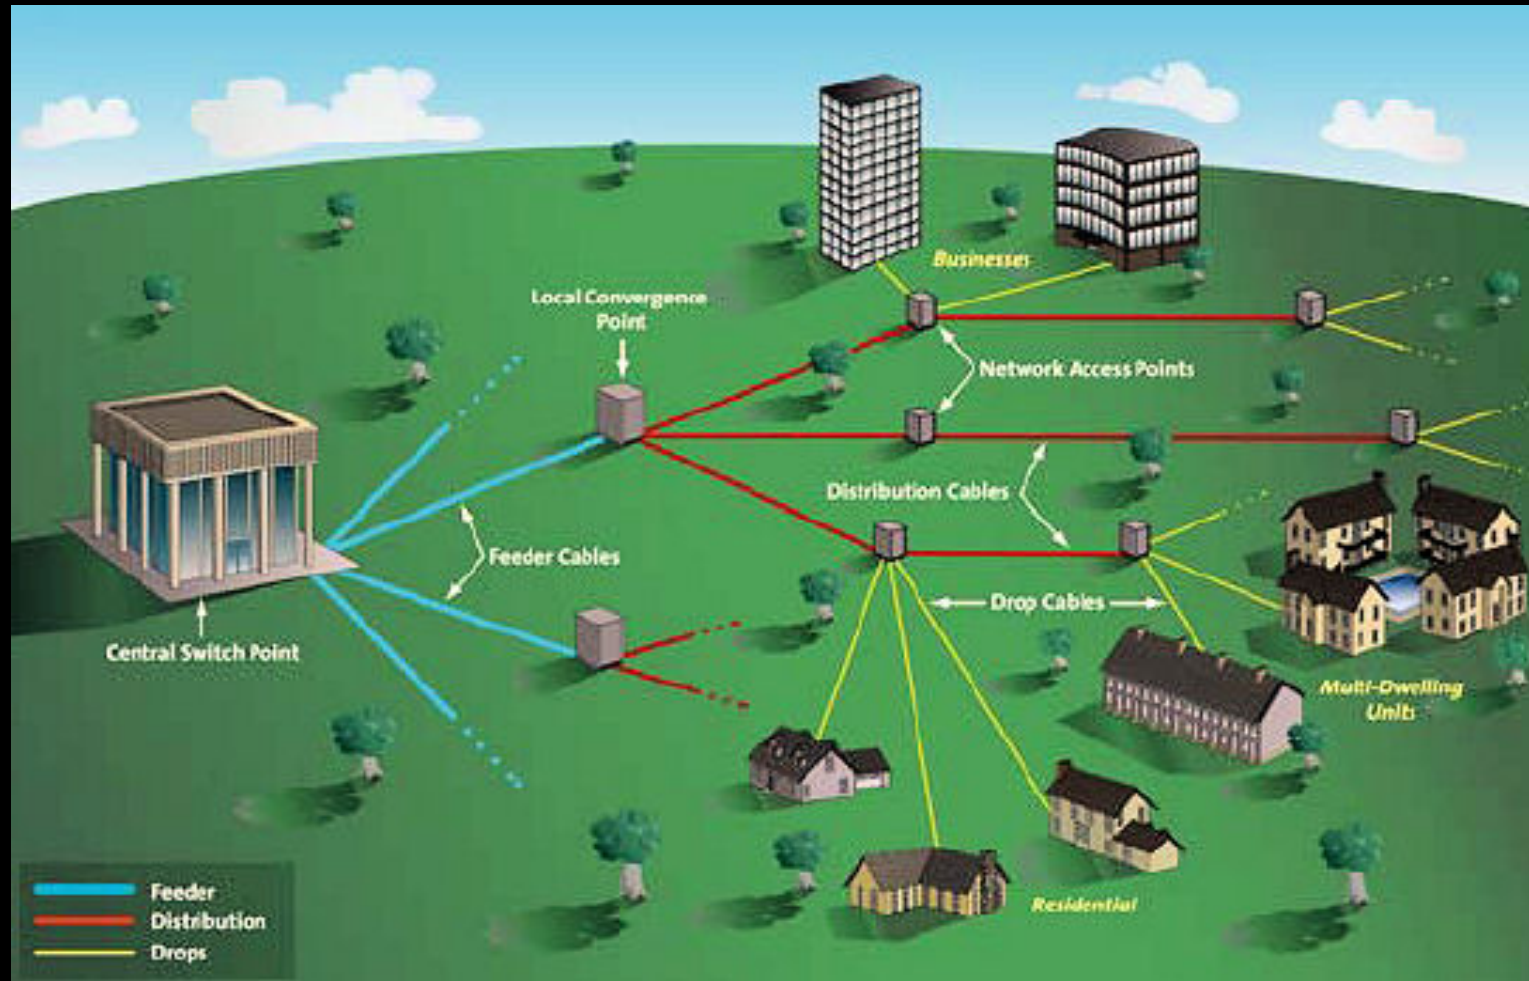 Businesses
Local Convergence
Point
Network Access Points
Distribution Cables
Feeder Cables
Drop Cables
Central Switch Point
Multi-Dwelling
Units
Residential
Feeder
Distribution
Drops